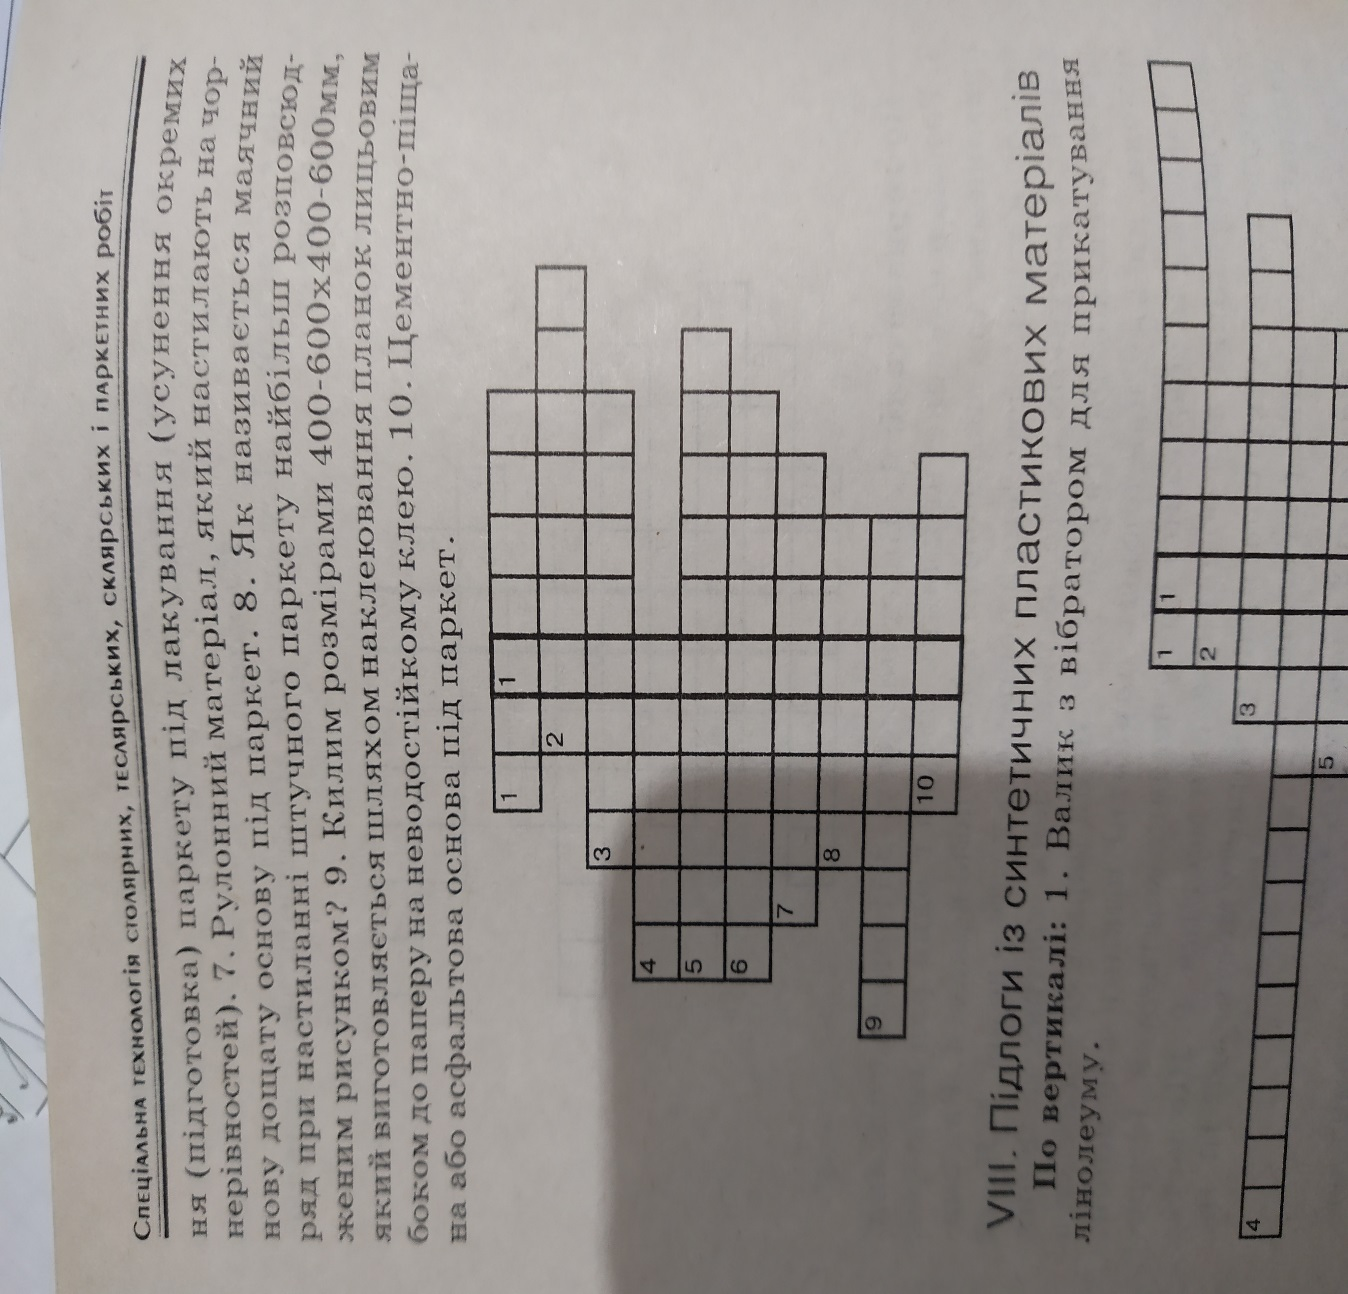 Спеціальна технологія столярних, теслярських, склярських і паркетних робіт
ня (підготовка) паркету під лакування (усунення окремих
нерівностей). 7. Рулонний матеріал, який настилають на чор-
нову дощату основу під паркет. 8. Як називається маячний
ряд при настиланні штучного паркету найбільш розповсюд-
женим рисунком? 9. Килим розмірами 400-600х400-600мм,
який виготовляється шляхом наклеювання планок лицьовим
боком до паперу на неводостійкому клею. 10. Цементно-піща-
на або асфальтова основа під паркет.
1
1
2
3
4
5
6
7
8
9
10
VIII. Підлоги із синтетичних пластикових матеріалів
По вертикалі: 1. Валик з вібратором для прикатування
лінолеуму.
1
1
2
3
4
5